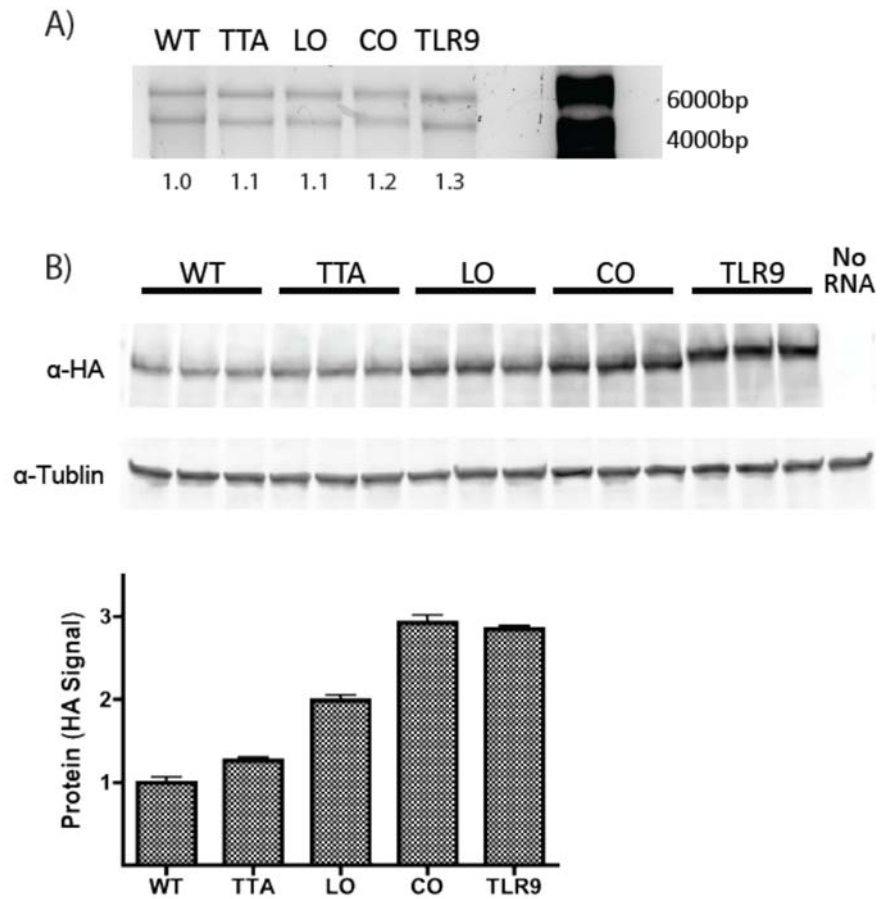 A)
WT TTA LO CO TLR9
6000bp
4000bp
1.0 1.1 1.1 1.2 1.3
B)
WT TTA LO CO TLR9 No RNA
α-HA
α-Tublin
Protein (HA Signal)
3
2
1
WT TTA LO CO TLR9